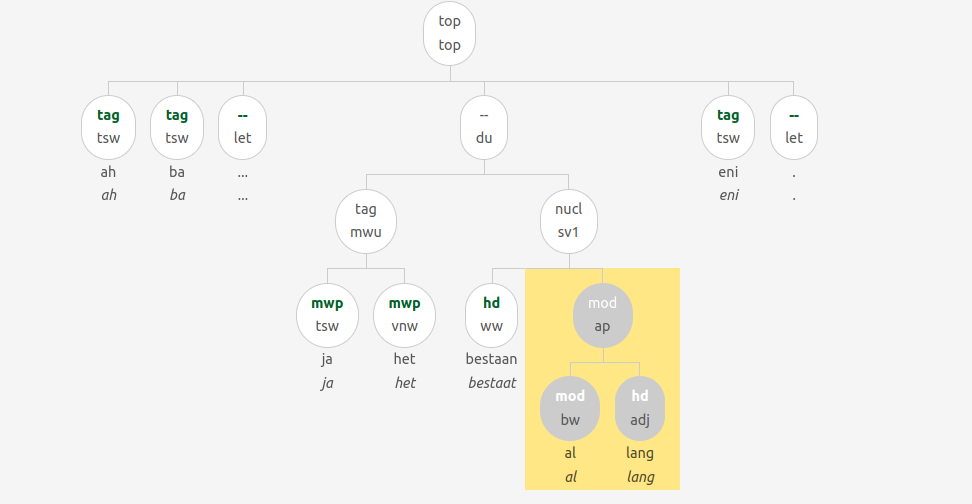 top
top
tag tag -- -- tag --
tsw tsw let du tsw let
ah ba ... eni .
ah ba ... eni .
tag nucl
mwu sv1
mwp mwp hd mod
tsw vnw ww ap
ja het bestaan
ja het bestaat
mod hd
bw adj
al lang
al lang